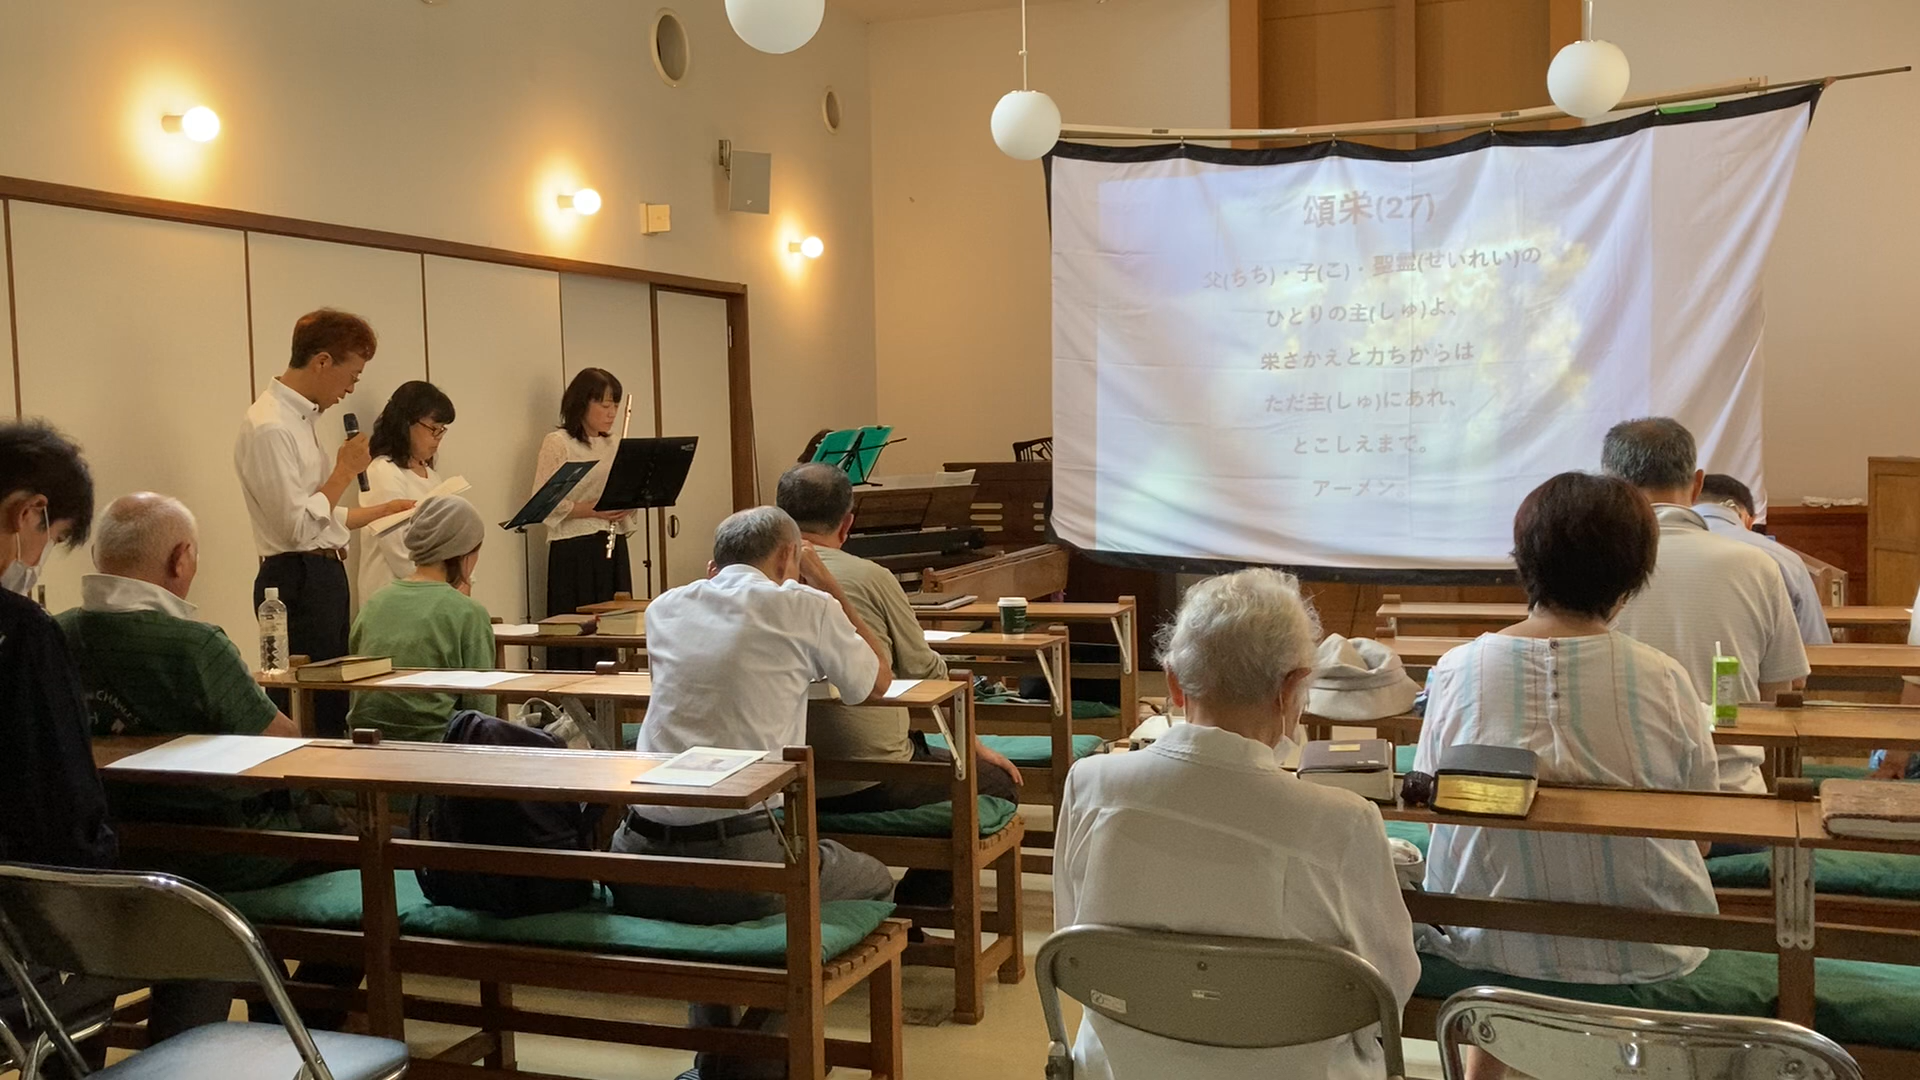 頌栄(27)
父(ちち)・子(こ)・聖霊(せいれい)の
ひとりの主(しゅ)よ、
栄さかえと力ちからは
ただ主(しゅ)にあれ、
とこしえまで。
アーメン。